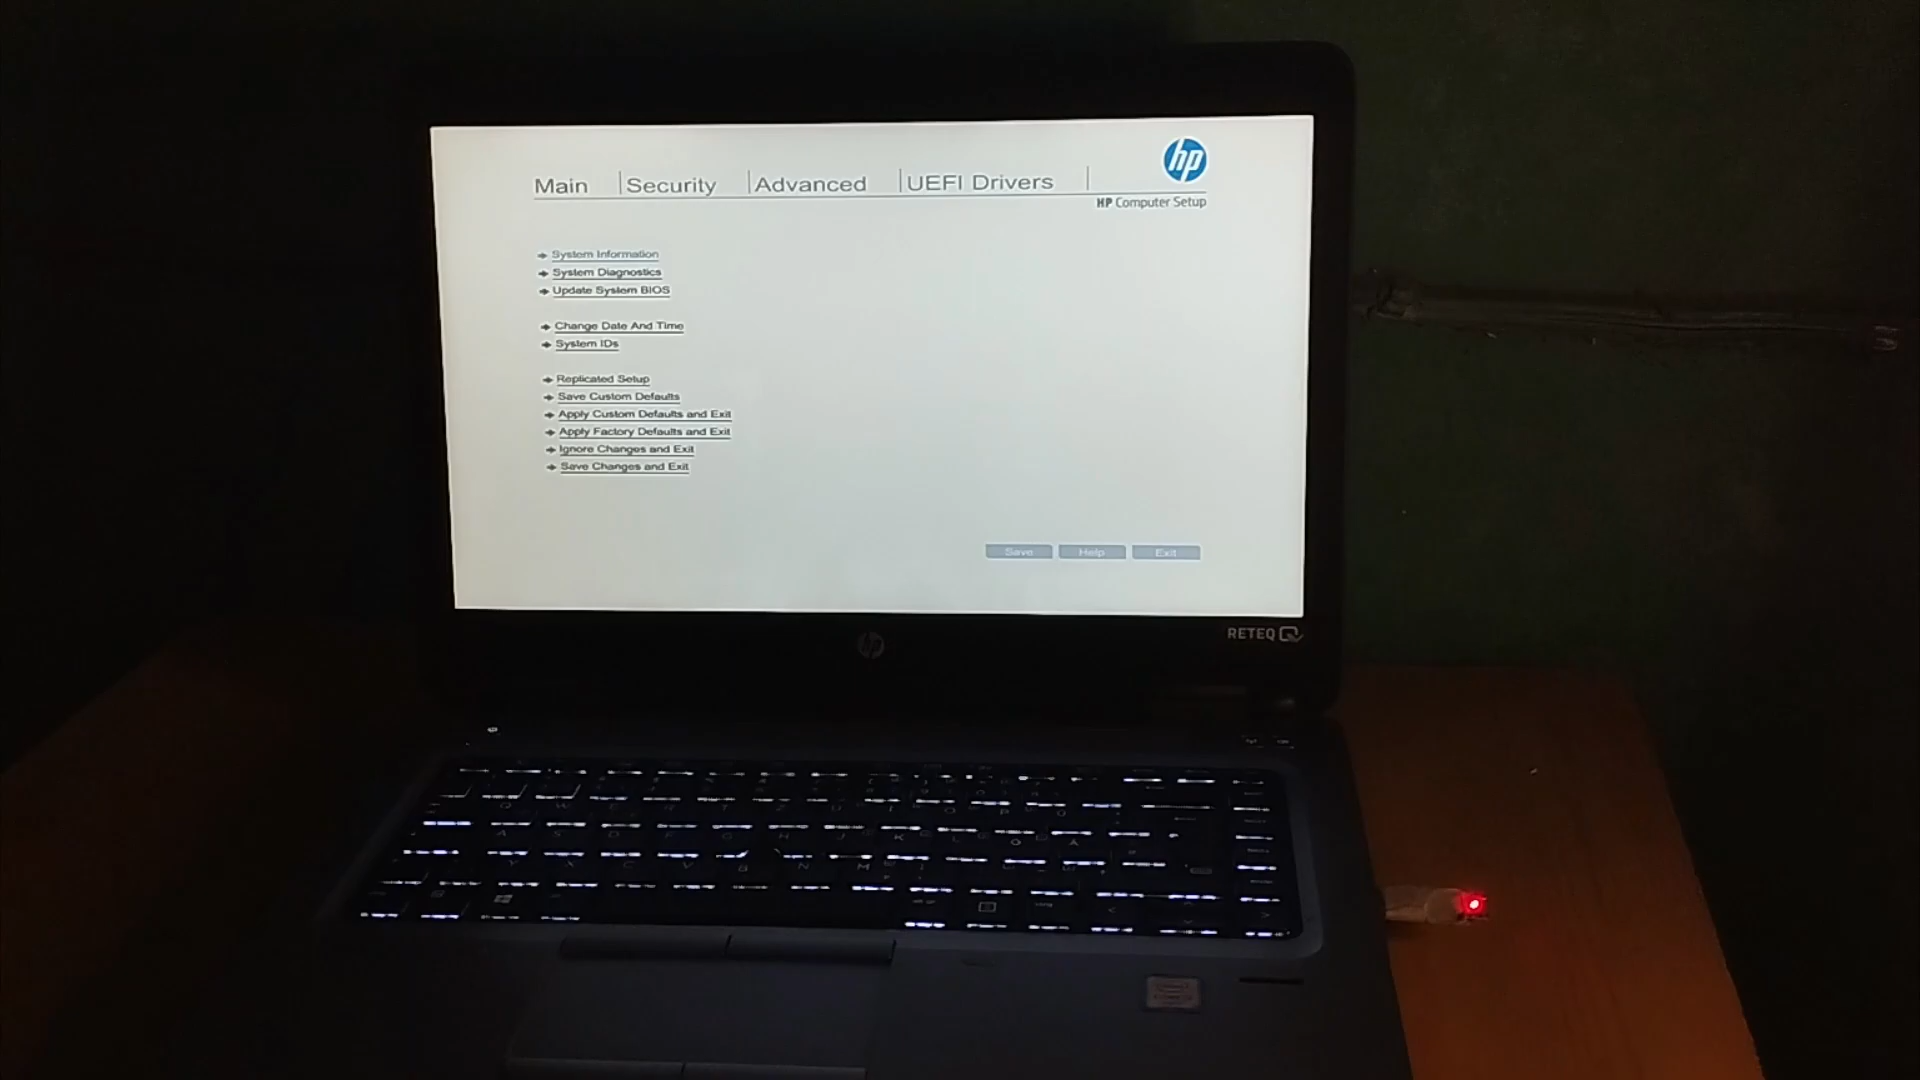 Main
Security
Advanced
UEFI Drivers
hp
HP Computer Setup
System Information
System Diagnostics
Update System BIOS
Change Date And Time
System IDs
Replicated Setup
Save Custom Defaults
Apply Custom Defaults and Exit
Apply Factory Defaults and Exit
Ignore Changes and Exit
Save Changes and Exit
Save
Help
Exit
RETEQ
hp